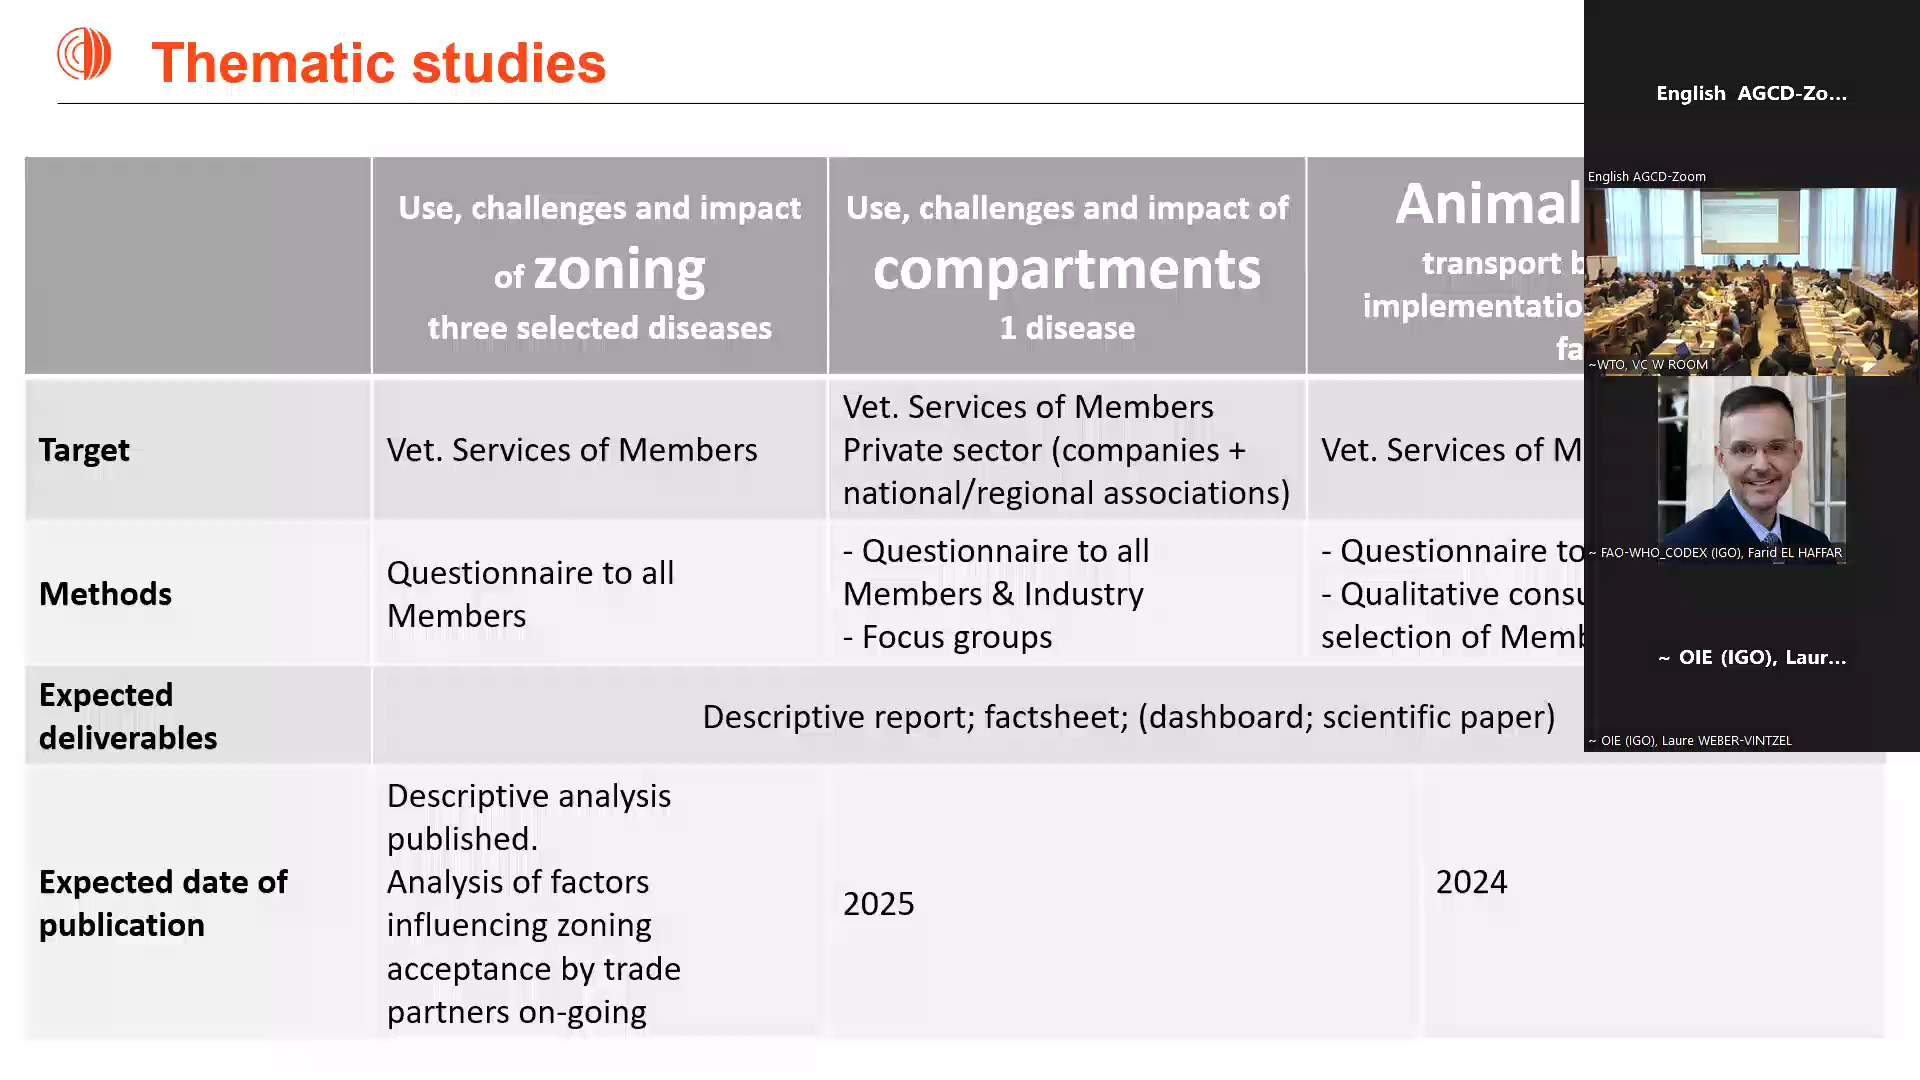 Thematic studies
Use, challenges and impact
of zoning
three selected diseases
Use, challenges and impact of
compartments
1 disease
Animal
transport
implementatio
fa
Target
Vet. Services of Members
Vet. Services of Members
Private sector (companies +
national/regional associations)
Vet. Services of M
Methods
Questionnaire to all
Members
- Questionnaire to all
Members & Industry
- Focus groups
- Questionnaire to
- Qualitative consu
selection of Memb
Expected
deliverables
Descriptive report; factsheet; (dashboard; scientific paper)
Expected date of
publication
Descriptive analysis
published.
Analysis of factors
influencing zoning
acceptance by trade
partners on-going
2025
2024
English AGCD-Zo...
English AGCD-Zoom
~WTO, VC W ROOM
~ FAO-WHO_CODEX (IGO), Farid EL HAFFAR
~ OIE (IGO), Laur...
~ OIE (IGO), Laure WEBER-VINTZEL